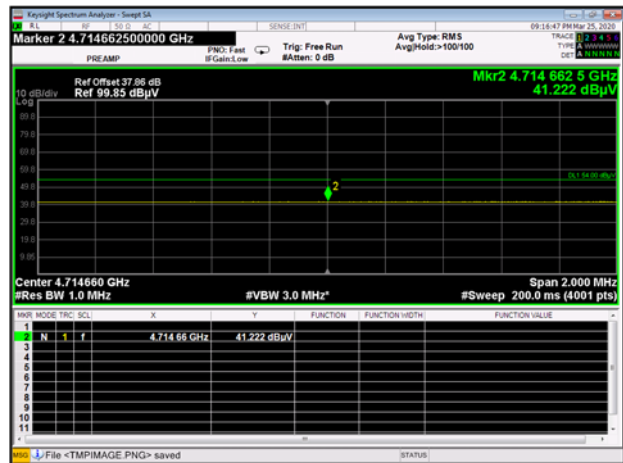 Keysight Spectrum Analyzer - Swept SA
RL RF 50 Ω AC SENSE:INT 09:16:47 PM Mar 25, 2020
Marker 2 4.714662500000 GHz
PREAMP
PNO: Fast
IFGain:Low
Trig: Free Run
#Atten: 0 dB
Avg Type: RMS
Avg|Hold:>100/100
TRACE 1 2 3 4 5 6
TYPE A WWWWW
DET A N N N N N
Ref Offset 37.86 dB
10 dB/div Ref 99.85 dBµV
Log
Mkr2 4.714 662 5 GHz
41.222 dBµV
89.8
79.8
69.8
59.8
DL1 54.00 dBµV
49.8
2
39.8
29.8
19.8
9.85
Center 4.714660 GHz Span 2.000 MHz
#Res BW 1.0 MHz #VBW 3.0 MHz* #Sweep 200.0 ms (4001 pts)
MKR MODE TRC SCL X Y FUNCTION FUNCTION WIDTH FUNCTION VALUE
1
2 N 1 f 4.714 66 GHz 41.222 dBµV
3
4
5
6
7
8
9
10
11
MSG File <TMPIMAGE.PNG> saved STATUS